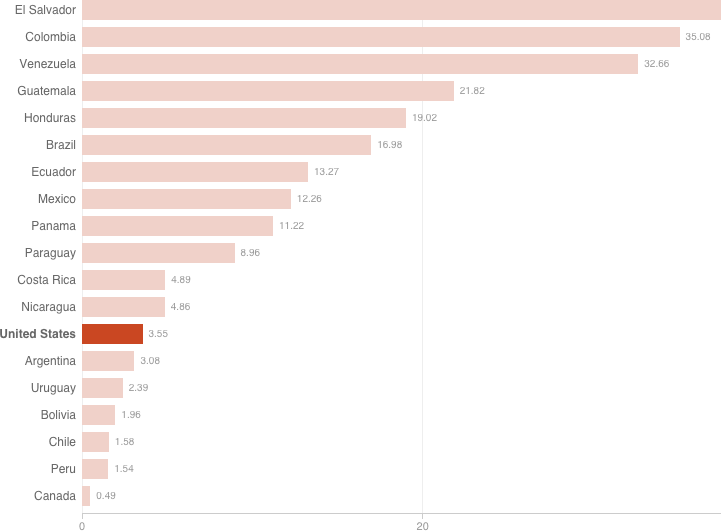 El Salvador
Colombia 35.08
Venezuela 32.66
Guatemala 21.82
Honduras 19.02
Brazil 16.98
Ecuador 13.27
Mexico 12.26
Panama 11.22
Paraguay 8.96
Costa Rica 4.89
Nicaragua 4.86
United States 3.55
Argentina 3.08
Uruguay 2.39
Bolivia 1.96
Chile 1.58
Peru 1.54
Canada 0.49
0 20